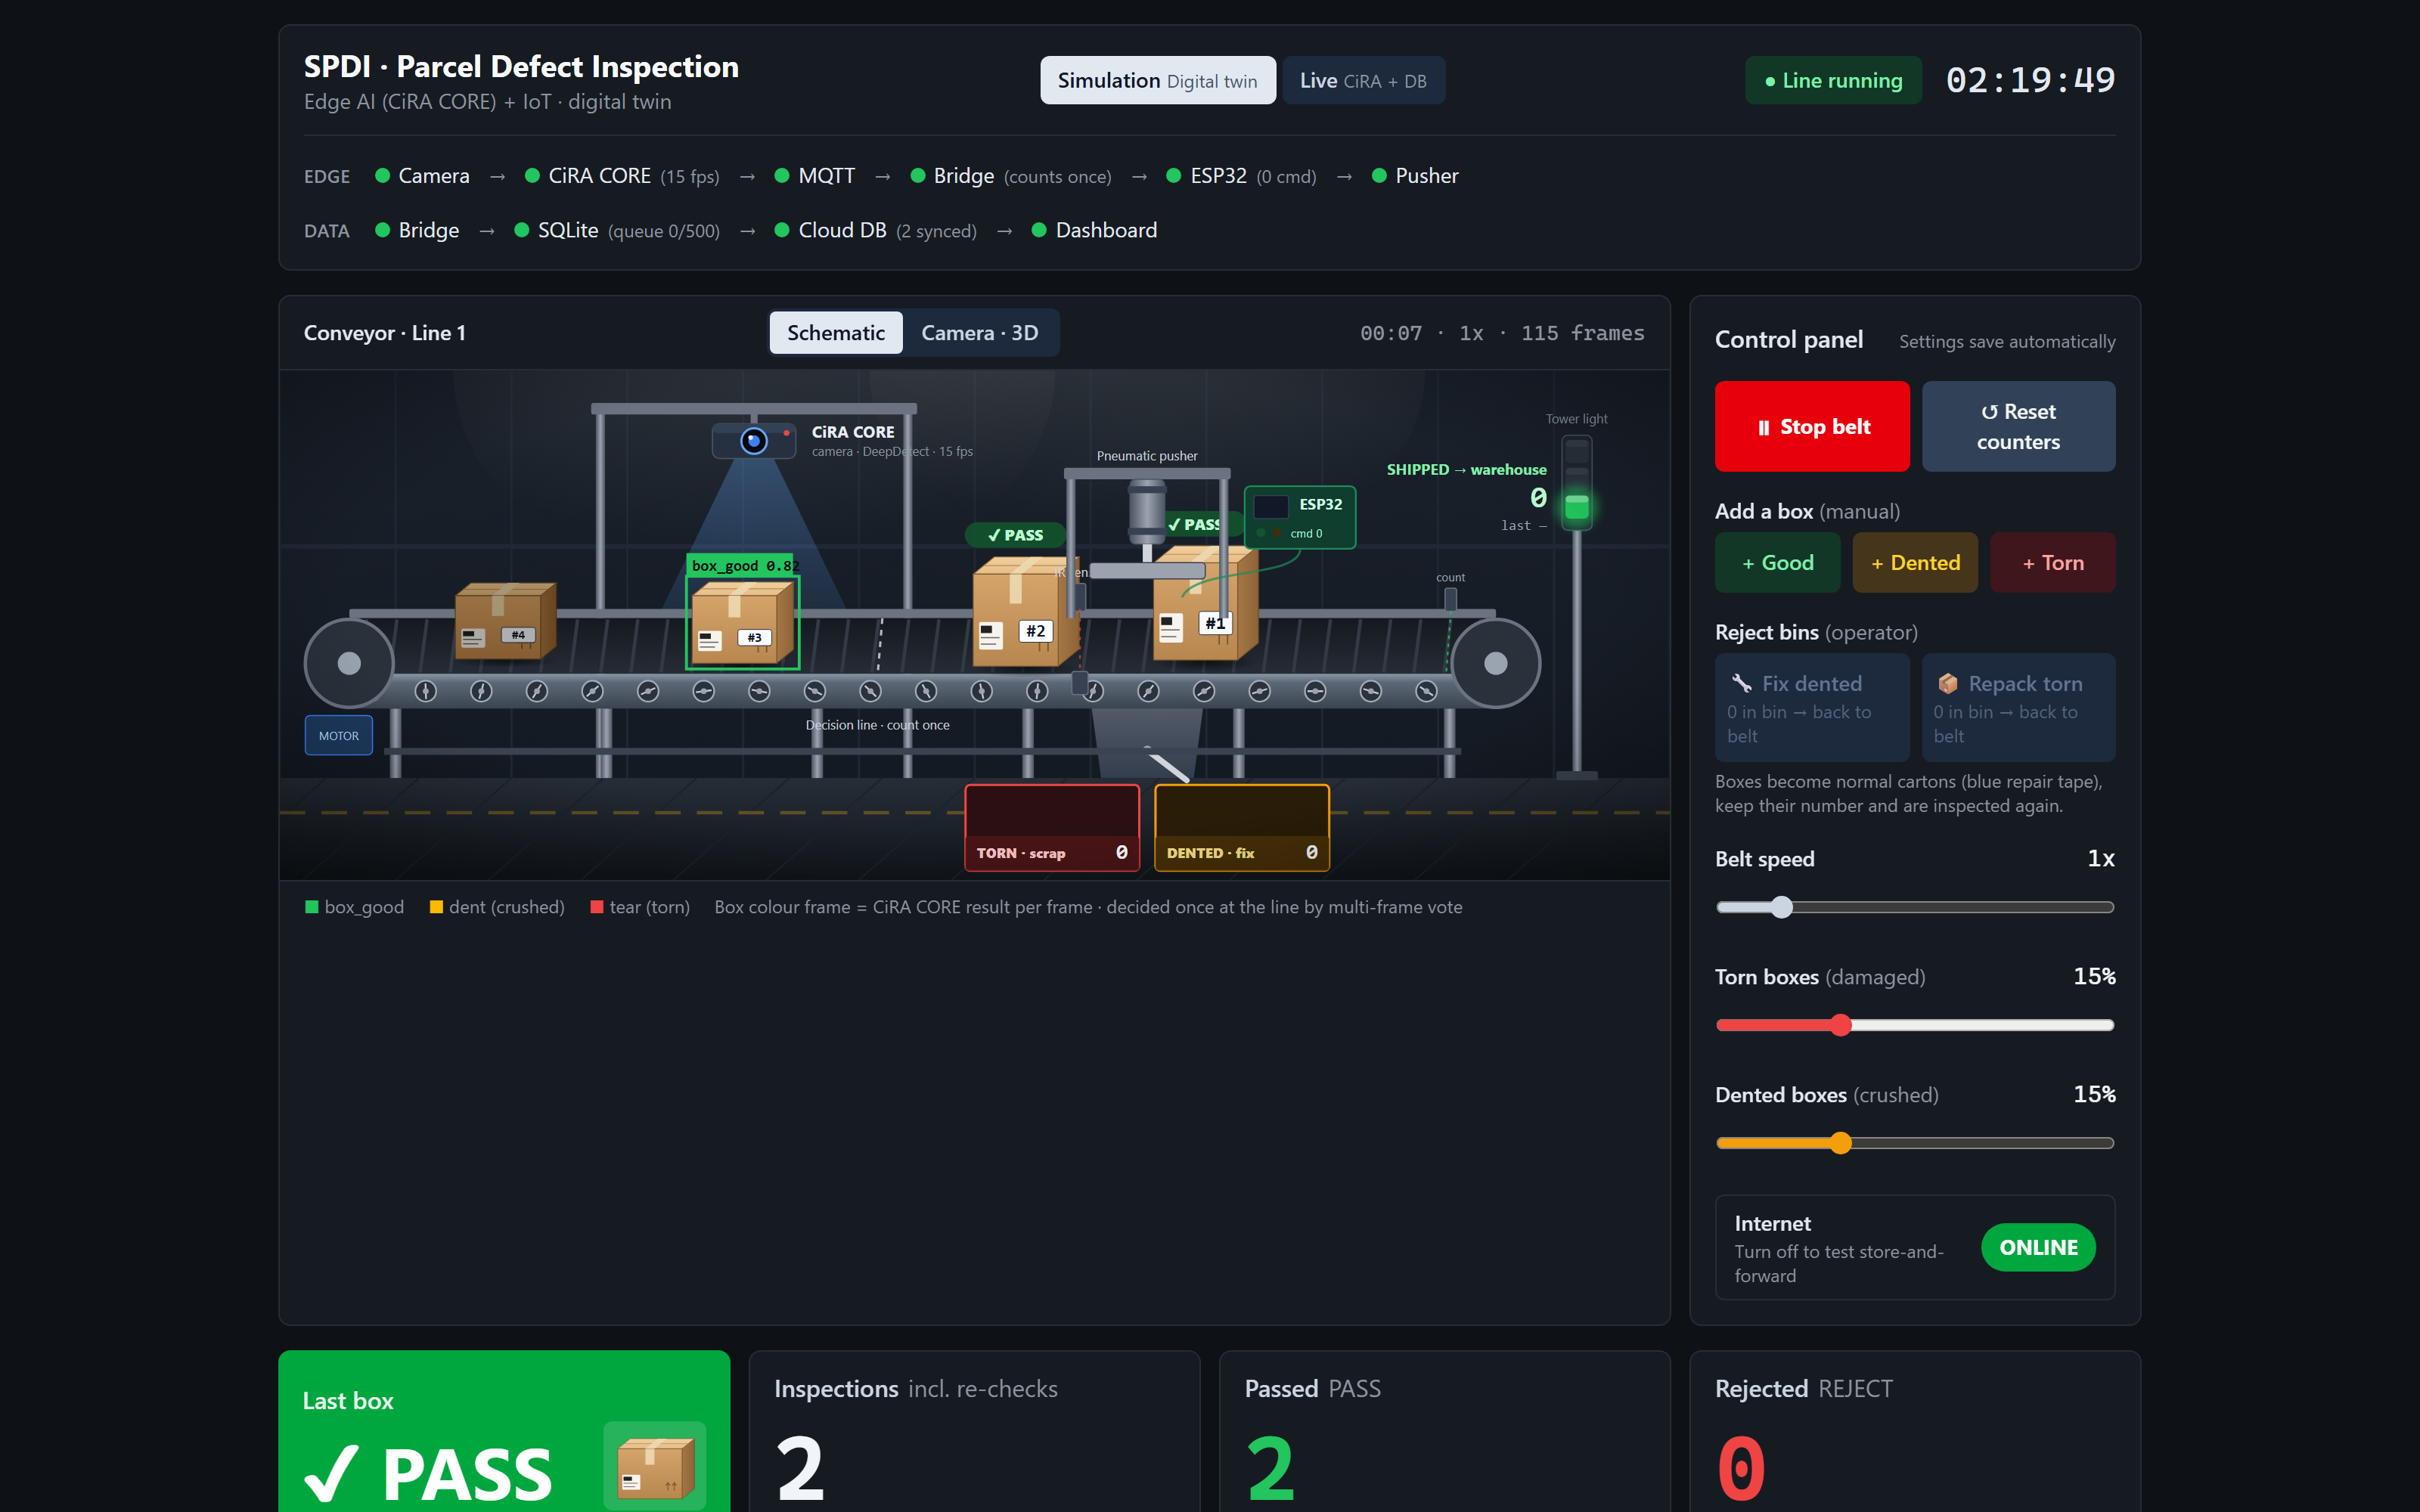 SPDI · Parcel Defect Inspection
Edge AI (CiRA CORE) + IoT · digital twin
Simulation Digital twin
Live CiRA + DB
● Line running
02:19:49
EDGE Camera → CiRA CORE (15 fps) → MQTT → Bridge (counts once) → ESP32 (0 cmd) → Pusher
DATA Bridge → SQLite (queue 0/500) → Cloud DB (2 synced) → Dashboard
Conveyor · Line 1
Schematic
Camera · 3D
00:07 · 1x · 115 frames
CiRA CORE
camera · DeepDetect · 15 fps
Pneumatic pusher
Tower light
SHIPPED → warehouse
0
last —
ESP32
cmd 0
✓ PASS
✓ PASS
box_good 0.82
count
#4
#3
#2
#1
MOTOR
Decision line · count once
TORN · scrap 0
DENTED · fix 0
box_good
dent (crushed)
tear (torn)
Box colour frame = CiRA CORE result per frame · decided once at the line by multi-frame vote
Control panel
Settings save automatically
⏸ Stop belt
↺ Reset
counters
Add a box (manual)
+ Good
+ Dented
+ Torn
Reject bins (operator)
🔧 Fix dented
0 in bin → back to
belt
📦 Repack torn
0 in bin → back to
belt
Boxes become normal cartons (blue repair tape),
keep their number and are inspected again.
Belt speed 1x
Torn boxes (damaged) 15%
Dented boxes (crushed) 15%
Internet
Turn off to test store-and-
forward
ONLINE
Last box
✓ PASS
Inspections incl. re-checks
2
Passed PASS
2
Rejected REJECT
0